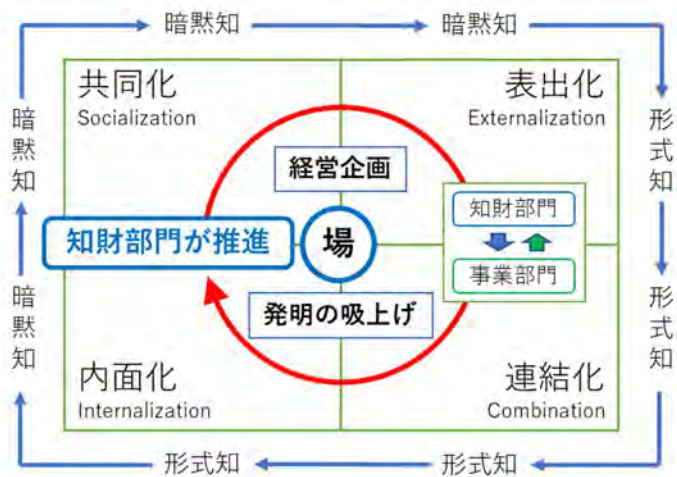 暗黙知
暗黙知
共同化
Socialization
表出化
Externalization
暗黙知
形式知
経営企画
知財部門
知財部門が推進
場
事業部門
発明の吸上げ
暗黙知
形式知
内面化
Internalization
連結化
Combination
形式知
形式知